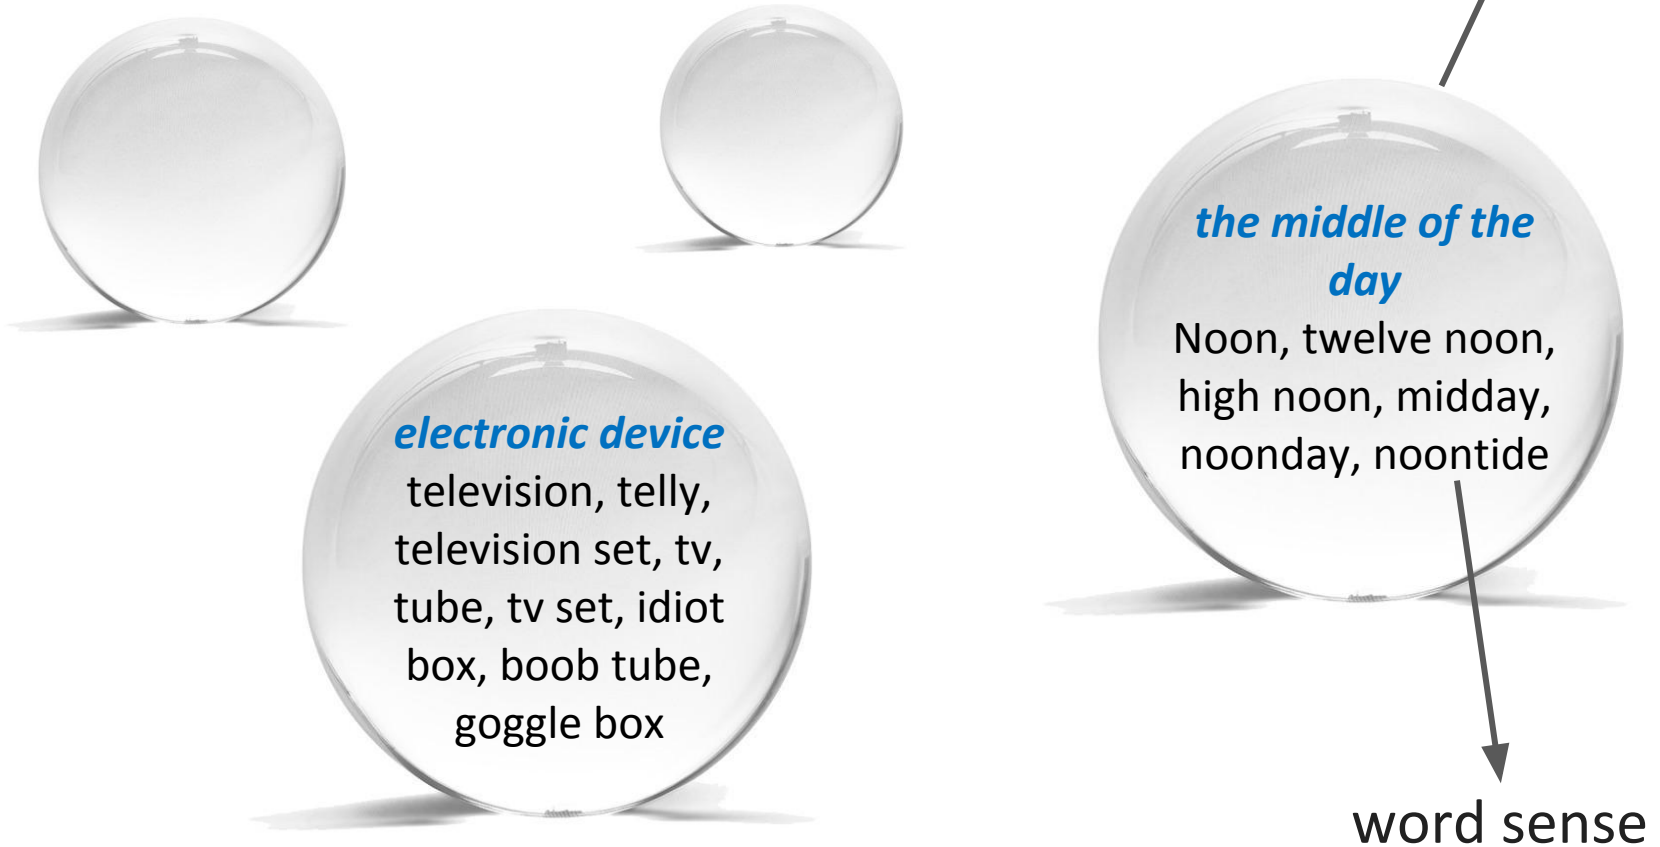 the middle of the
day
Noon, twelve noon,
high noon, midday,
noonday, noontide
electronic device
television, telly,
television set, tv,
tube, tv set, idiot
box, boob tube,
goggle box
word sense